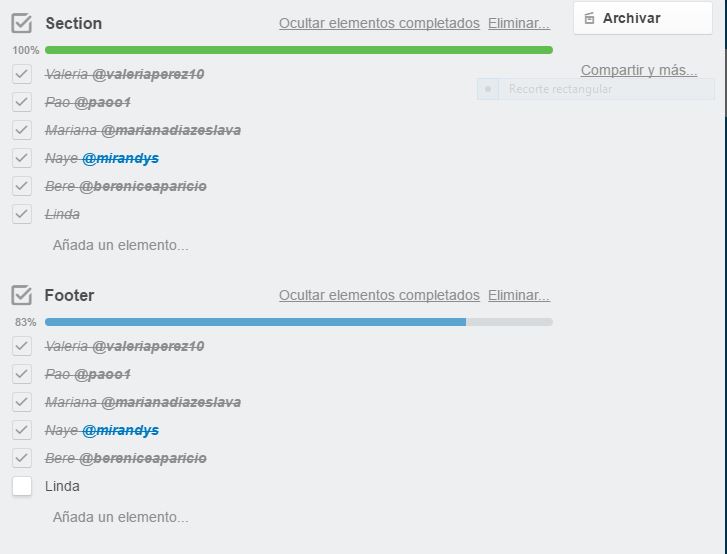 Section Ocultar elementos completados Eliminar...
Archivar
100%
Compartir y más...
Valeria @valeriaperez10
Recorte rectangular
Pao @paoo1
Mariana @marianadiazeslava
Naye @mirandys
Bere @bereniceaparicio
Linda
Añada un elemento...
Footer Ocultar elementos completados Eliminar...
83%
Valeria @valeriaperez10
Pao @paoo1
Mariana @marianadiazeslava
Naye @mirandys
Bere @bereniceaparicio
Linda
Añada un elemento...